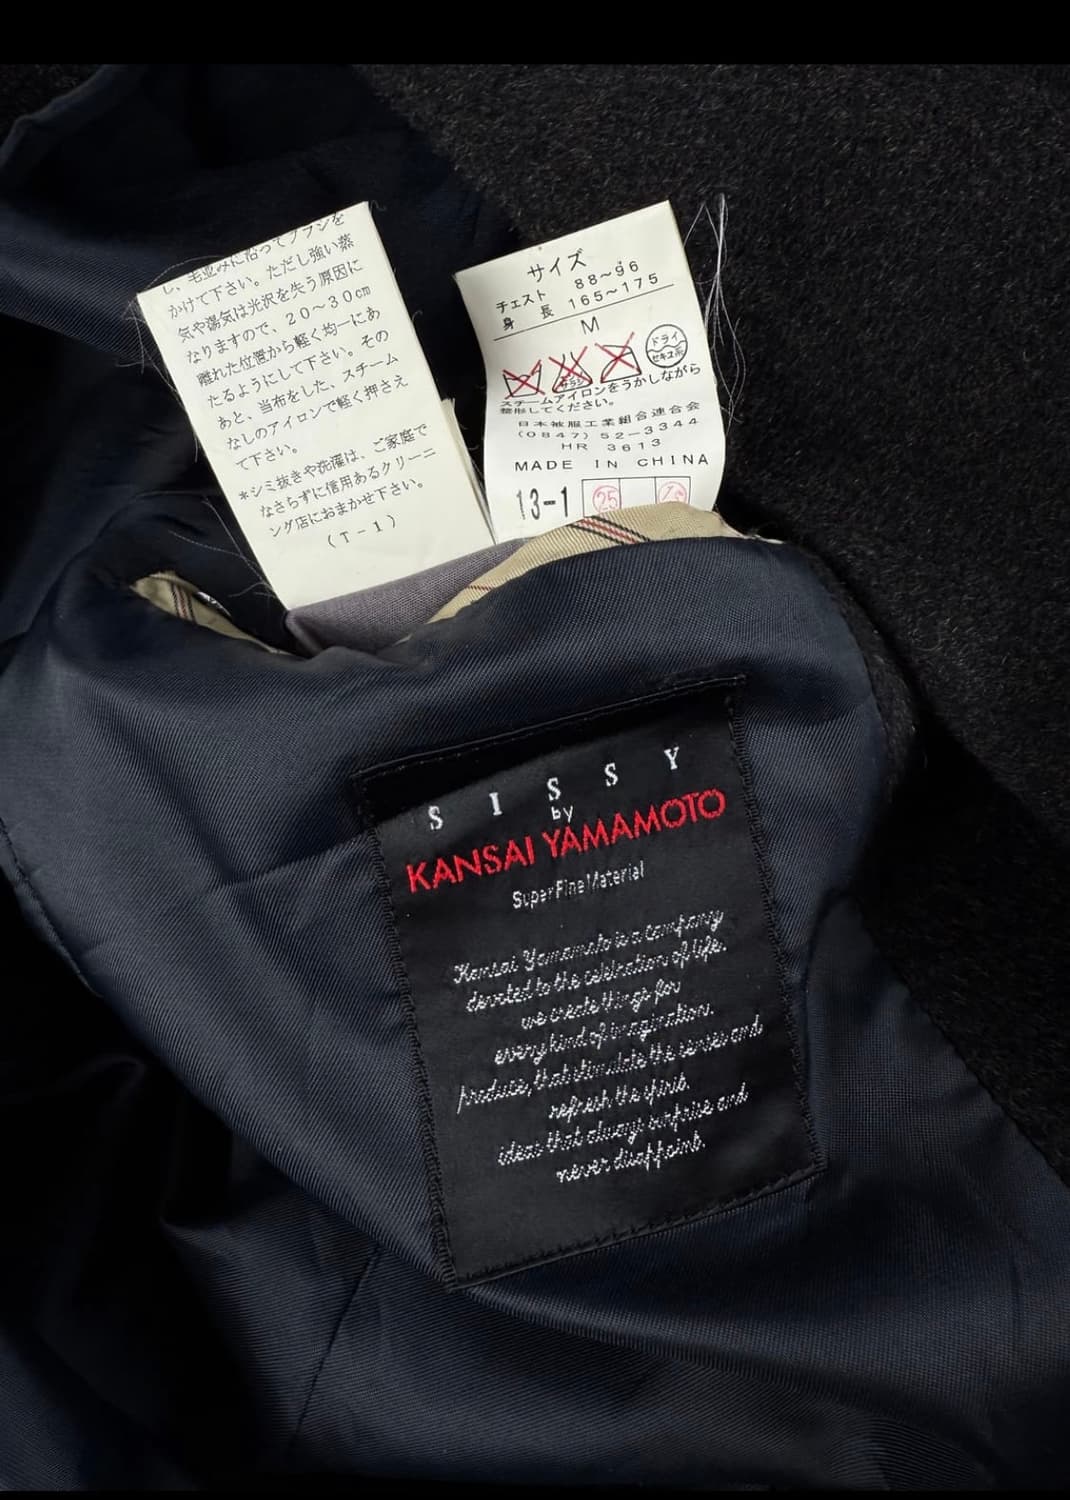 し、毛並みに沿ってブラシを
かけて下さい。ただし強い蒸
気や湯気は光沢を失う原因に
なりますので、20～30cm
離れた位置から軽く均一にあ
たるようにして下さい。その
あと、当布をした、スチーム
なしのアイロンで軽く押さえ
て下さい。
*シミ抜きや洗濯は、ご家庭で
なさらずに信用あるクリーニ
ング店におまかせ下さい。
(T-1)
サイズ
チェスト 88~96
身 長 165~175
M
ドライ
セキユ系
スチームアイロンをうかしながら
整形してください。
日本被服工業組合連合会
(0847)52-3344
HR 3613
MADE IN CHINA
13-1 25
S I S S Y
by
KANSAI YAMAMOTO
SuperFineMaterial
Kansai Yamamoto is a company
devoted to the celebration of life.
we create things for
every kind of imagination.
produce, that stimulate the senses and
refresh the spirit.
ideas that always surprise and
never disappoint.